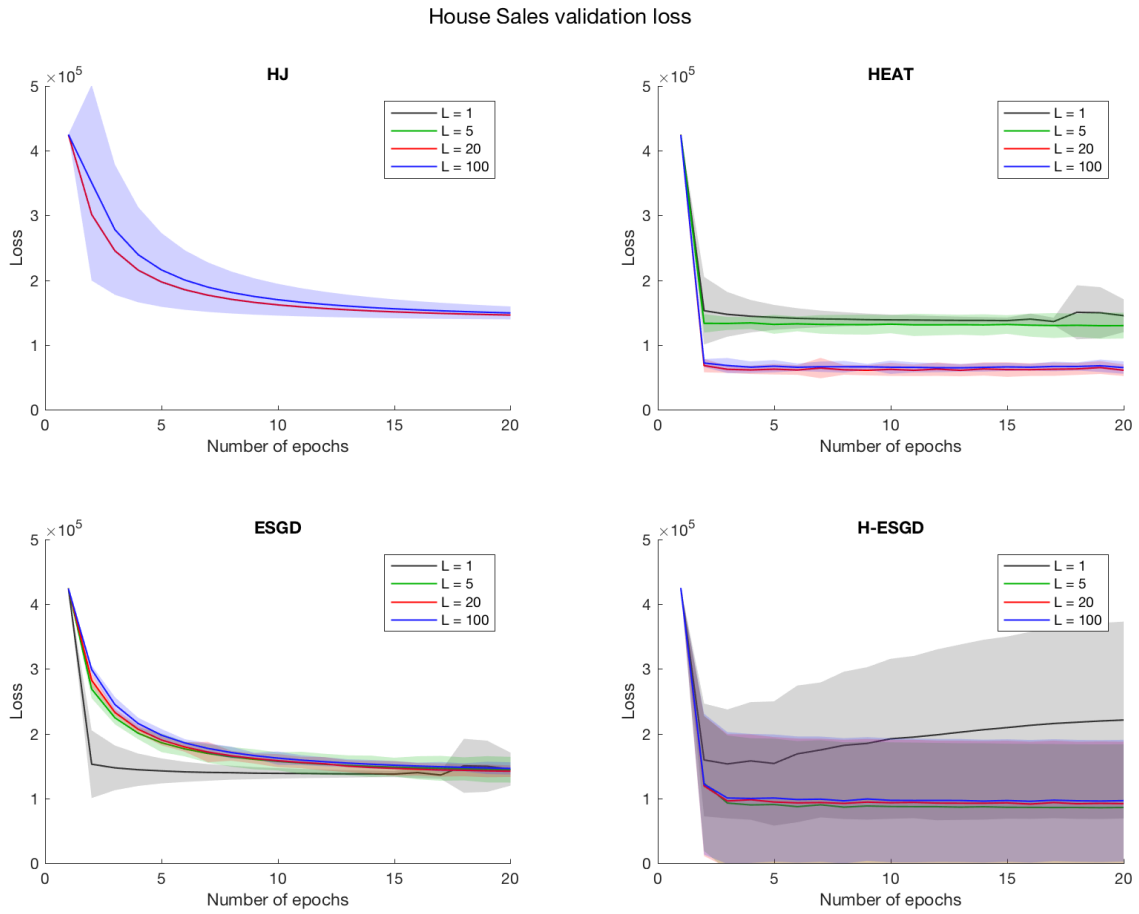 House Sales validation loss
HJ
×10^5
5
4
3
2
1
0
Loss
0 5 10 15 20
Number of epochs
L = 1
L = 5
L = 20
L = 100
HEAT
×10^5
5
4
3
2
1
0
Loss
0 5 10 15 20
Number of epochs
L = 1
L = 5
L = 20
L = 100
ESGD
×10^5
5
4
3
2
1
0
Loss
0 5 10 15 20
Number of epochs
L = 1
L = 5
L = 20
L = 100
H-ESGD
×10^5
5
4
3
2
1
0
Loss
0 5 10 15 20
Number of epochs
L = 1
L = 5
L = 20
L = 100